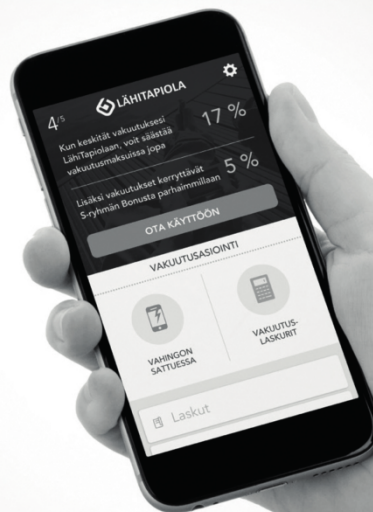 LÄHITAPIOLA
4/5
Kun keskität vakuutuksesi
LähiTapiolaan, voit säästää
vakuutusmaksuissa jopa
17 %
Lisäksi vakuutukset kerryttävät
S-ryhmän Bonusta parhaimmillaan
5 %
OTA KÄYTTÖÖN
VAKUUTUSASIOINTI
VAHINGON
SATTUESSA
VAKUUTUS-
LASKURIT
Laskut